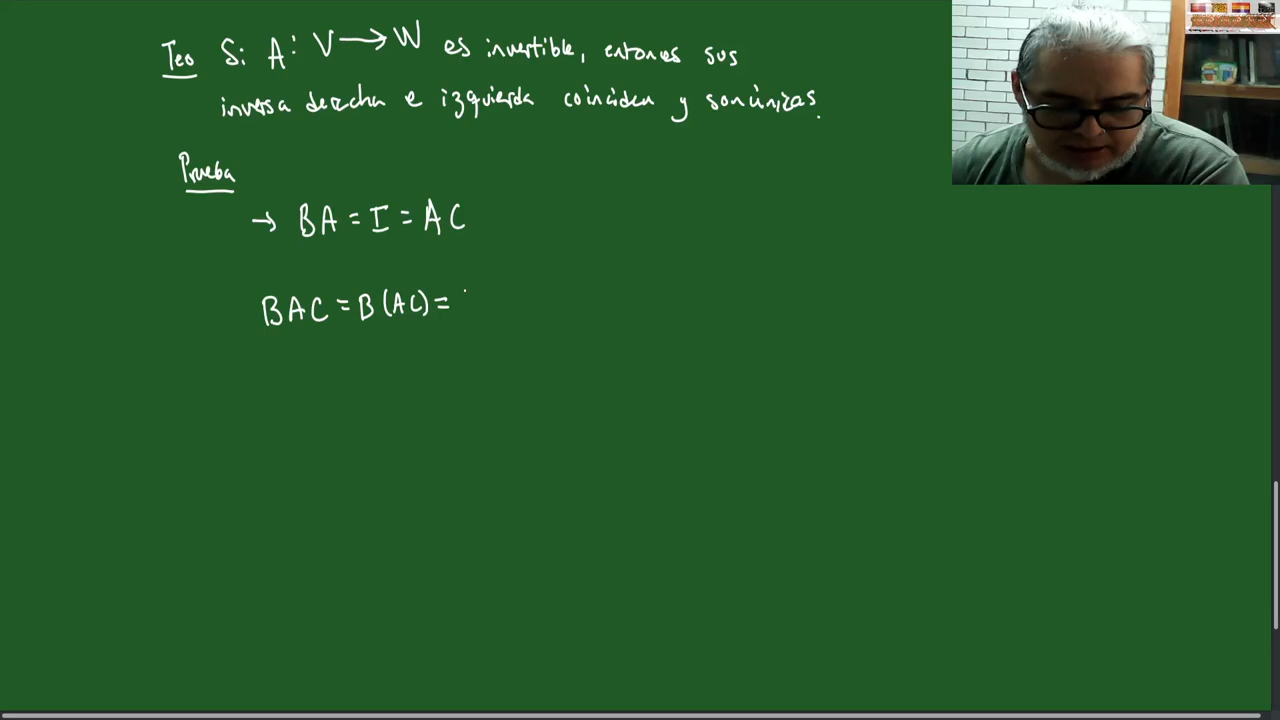 Teo Si A: V → W es invertible, entonces sus
inversa derecha e izquierda coinciden y son únicas.
Prueba
→ BA = I = AC
BAC = B(AC) =